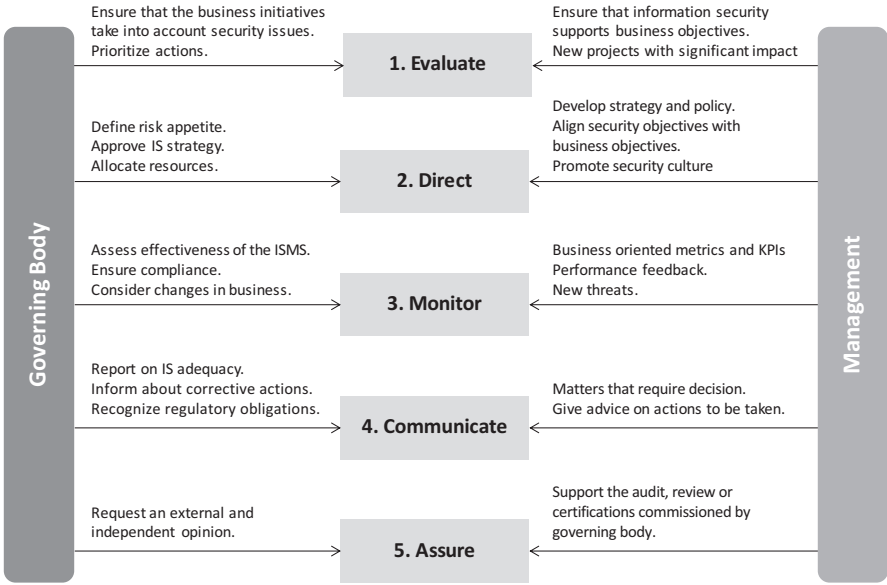 Governing Body
Ensure that the business initiatives
take into account security issues.
Prioritize actions.
1. Evaluate
Ensure that information security
supports business objectives.
New projects with significant impact
Define risk appetite.
Approve IS strategy.
Allocate resources.
2. Direct
Develop strategy and policy.
Align security objectives with
business objectives.
Promote security culture
Assess effectiveness of the ISMS.
Ensure compliance.
Consider changes in business.
3. Monitor
Business oriented metrics and KPIs
Performance feedback.
New threats.
Report on IS adequacy.
Inform about corrective actions.
Recognize regulatory obligations.
4. Communicate
Matters that require decision.
Give advice on actions to be taken.
Request an external and
independent opinion.
5. Assure
Support the audit, review or
certifications commissioned by
governing body.
Management